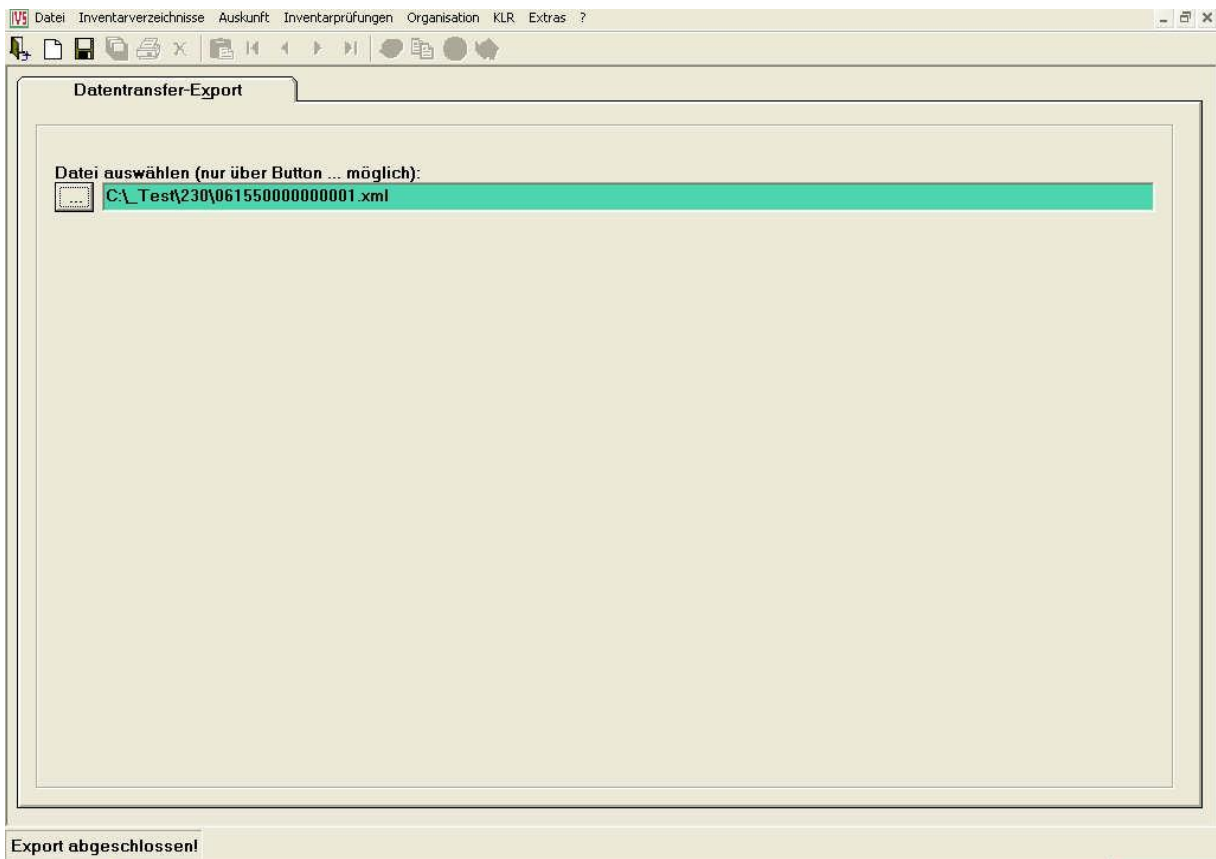 IVS Datei Inventarverzeichnisse Auskunft Inventarprüfungen Organisation KLR Extras ?
Datentransfer-Export
Datei auswählen (nur über Button ... möglich):
... C:\_Test\230\061550000000001.xml
Export abgeschlossen!